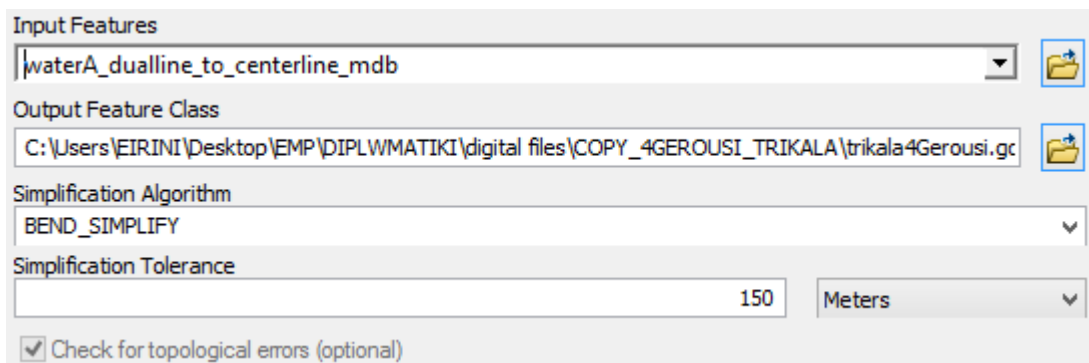 Input Features
waterA_dualline_to_centerline_mdb
Output Feature Class
C:\Users\EIRINI\Desktop\EMP\DIPLWMATIKI\digital files\COPY_4GEROUSI_TRIKALA\trikala4Gerousi.gc
Simplification Algorithm
BEND_SIMPLIFY
Simplification Tolerance
150 Meters
Check for topological errors (optional)